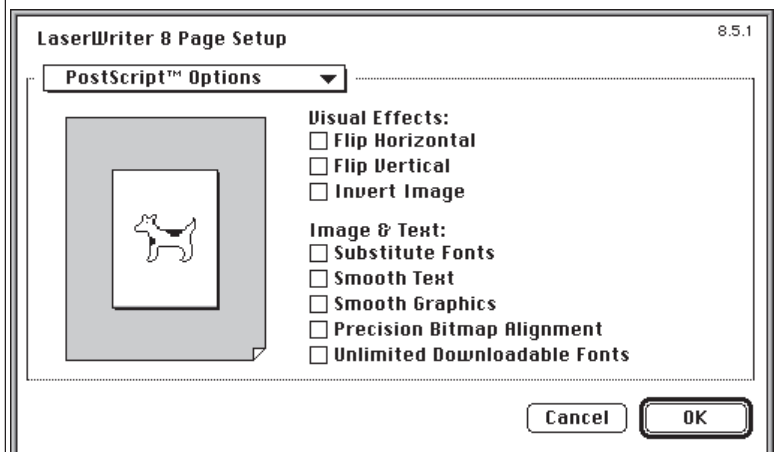 LaserWriter 8 Page Setup
8.5.1
PostScript™ Options
Visual Effects:
Flip Horizontal
Flip Vertical
Invert Image
Image & Text:
Substitute Fonts
Smooth Text
Smooth Graphics
Precision Bitmap Alignment
Unlimited Downloadable Fonts
Cancel
OK